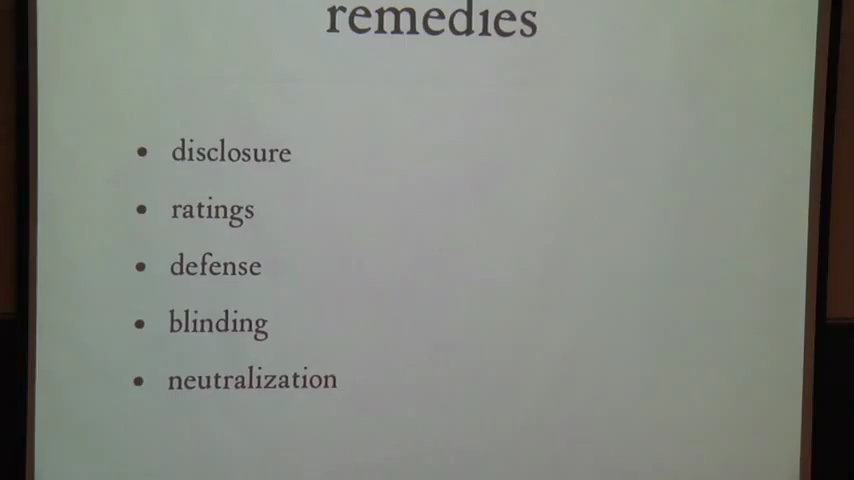 remedies
• disclosure
• ratings
• defense
• blinding
• neutralization